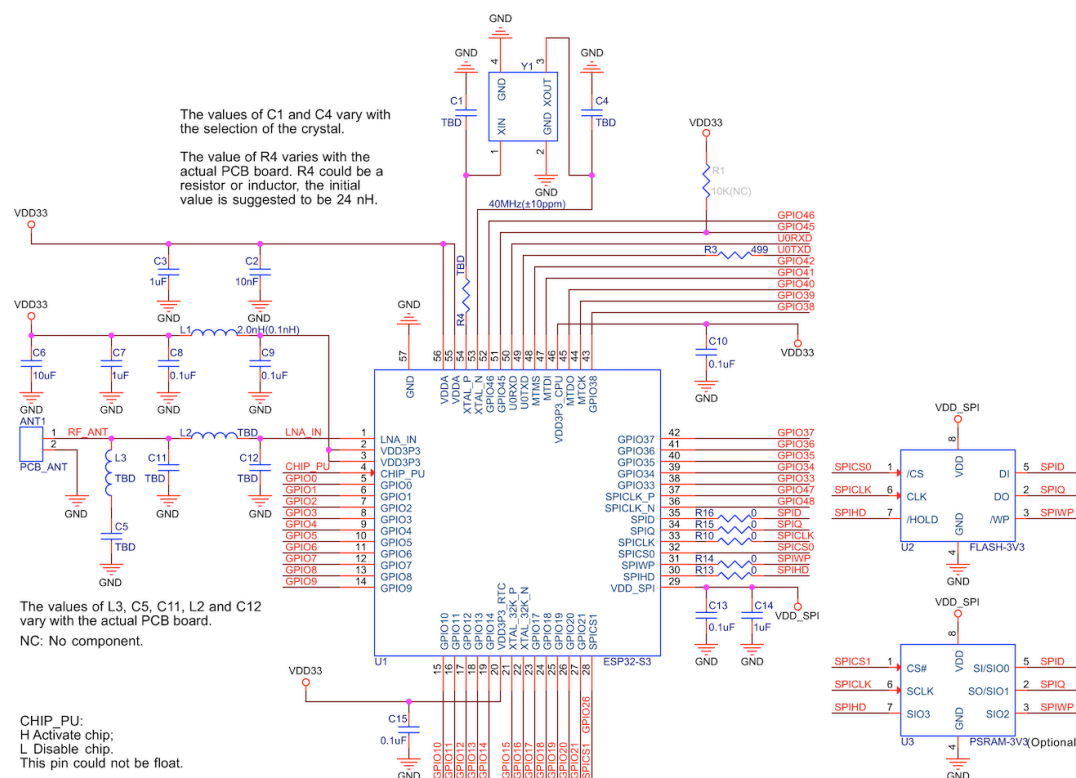 GND
GND
GND
4
3
Y1
GND
XOUT
XIN
GND
1
2
GND
C1
TBD
C4
TBD
40MHz(±10ppm)
The values of C1 and C4 vary with
the selection of the crystal.
The value of R4 varies with the
actual PCB board. R4 could be a
resistor or inductor, the initial
value is suggested to be 24 nH.
VDD33
R1
10K(NC)
GPIO46
GPIO45
U0RXD
R3 499 U0TXD
GPIO42
GPIO41
GPIO40
GPIO39
GPIO38
VDD33
C3
1uF
GND
C2
10nF
GND
TBD
R4
VDD33
L1 2.0nH(0.1nH)
C6
10uF
GND
C7
1uF
GND
C8
0.1uF
GND
C9
0.1uF
GND
GND
C10
0.1uF
GND
VDD33
57 56 55 54 53 52 51 50 49 48 47 46 45 44 43
GND
VDDA
VDDA
XTAL_P
XTAL_N
GPIO46
GPIO45
U0RXD
U0TXD
MTMS
MTDI
VDD3P3_CPU
MTDO
MTCK
GPIO38
ANT1
1 RF_ANT
2
PCB_ANT
GND
L2 TBD
LNA_IN
L3
TBD
C5
TBD
GND
C11
TBD
GND
C12
TBD
GND
1 LNA_IN
2 VDD3P3
3 VDD3P3
CHIP_PU 4 CHIP_PU
GPIO0 5 GPIO0
GPIO1 6 GPIO1
GPIO2 7 GPIO2
GPIO3 8 GPIO3
GPIO4 9 GPIO4
GPIO5 10 GPIO5
GPIO6 11 GPIO6
GPIO7 12 GPIO7
GPIO8 13 GPIO8
GPIO9 14 GPIO9
GPIO37 42 GPIO37
GPIO36 41 GPIO36
GPIO35 40 GPIO35
GPIO34 39 GPIO34
GPIO33 38 GPIO33
SPICLK_P 37 GPIO47
SPICLK_N 36 GPIO48
SPID 35 R16 0 SPID
SPIQ 34 R15 0 SPIQ
SPICLK 33 R10 0 SPICLK
SPICS0 32 SPICS0
SPIWP 31 R14 0 SPIWP
SPIHD 30 R13 0 SPIHD
VDD_SPI 29
VDD_SPI
C13
0.1uF
GND
C14
1uF
GND
GPIO10
GPIO11
GPIO12
GPIO13
GPIO14
VDD3P3_RTC
XTAL_32K_P
XTAL_32K_N
GPIO17
GPIO18
GPIO19
GPIO20
GPIO21
SPICS1
U1
ESP32-S3
15 16 17 18 19 20 21 22 23 24 25 26 27 28
GPIO10
GPIO11
GPIO12
GPIO13
GPIO14
GPIO15
GPIO16
GPIO17
GPIO18
GPIO19
GPIO20
GPIO21
SPICS1 GPIO26
VDD33
C15
0.1uF
GND
The values of L3, C5, C11, L2 and C12
vary with the actual PCB board.
NC: No component.
CHIP_PU:
H Activate chip;
L Disable chip.
This pin could not be float.
VDD_SPI
8
VDD
SPICS0 1 /CS DI 5 SPID
SPICLK 6 CLK DO 2 SPIQ
SPIHD 7 /HOLD /WP 3 SPIWP
GND
4
U2
FLASH-3V3
GND
VDD_SPI
8
VDD
SPICS1 1 CS# SI/SIO0 5 SPID
SPICLK 6 SCLK SO/SIO1 2 SPIQ
SPIHD 7 SIO3 SIO2 3 SPIWP
GND
4
U3
PSRAM-3V3(Optional
GND